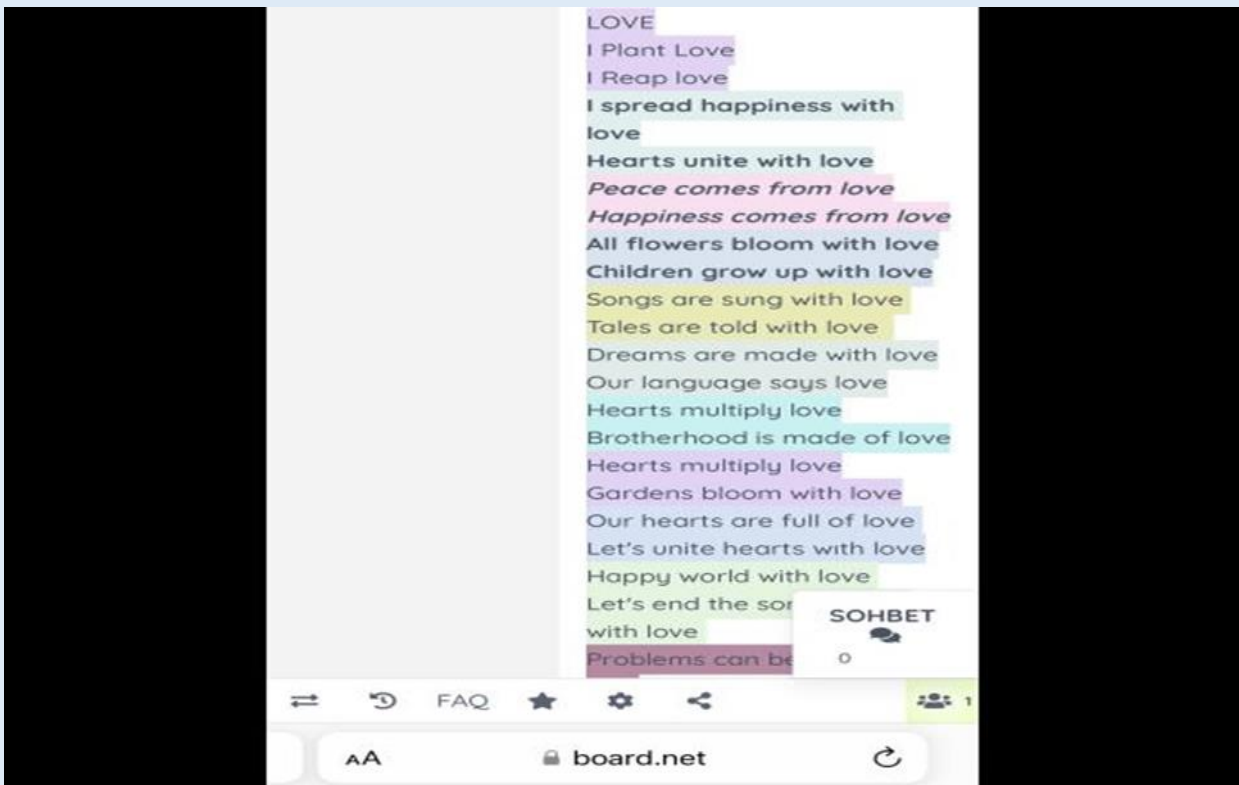 LOVE
I Plant Love
I Reap love
I spread happiness with
love
Hearts unite with love
Peace comes from love
Happiness comes from love
All flowers bloom with love
Children grow up with love
Songs are sung with love
Tales are told with love
Dreams are made with love
Our language says love
Hearts multiply love
Brotherhood is made of love
Hearts multiply love
Gardens bloom with love
Our hearts are full of love
Let's unite hearts with love
Happy world with love
Let's end the
with love
Problems can be
SOHBET
0
FAQ
1
AA
board.net